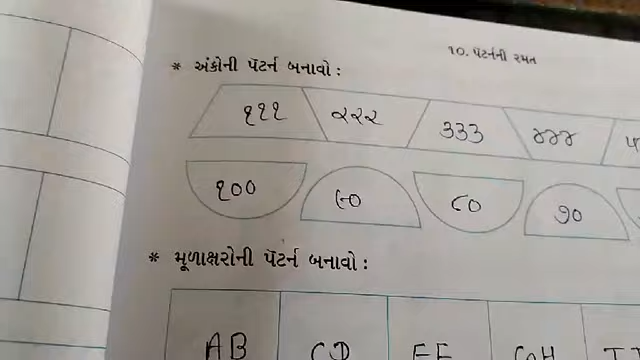 ૧૦. પેટર્નની રમત
* અંકોની પૅટર્ન બનાવો :
૧૧૧ ૨૨૨ ૩૩૩ ૪૪૪
૧૦૦ ૯૦ ૮૦ ૭૦
* મૂળાક્ષરોની પૅટર્ન બનાવો :
AB CD EF GH